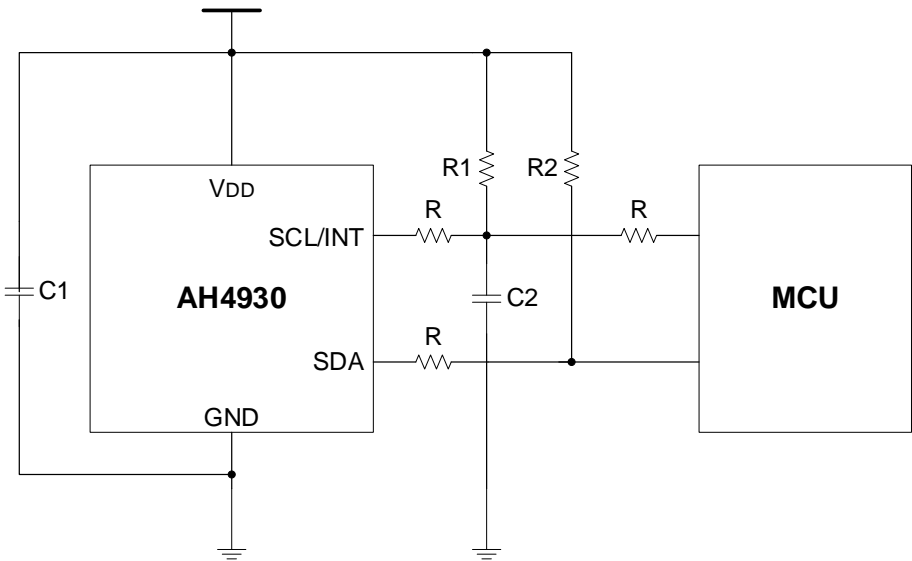 R1
R2
VDD
R
R
SCL/INT
C1
AH4930
C2
MCU
R
SDA
GND